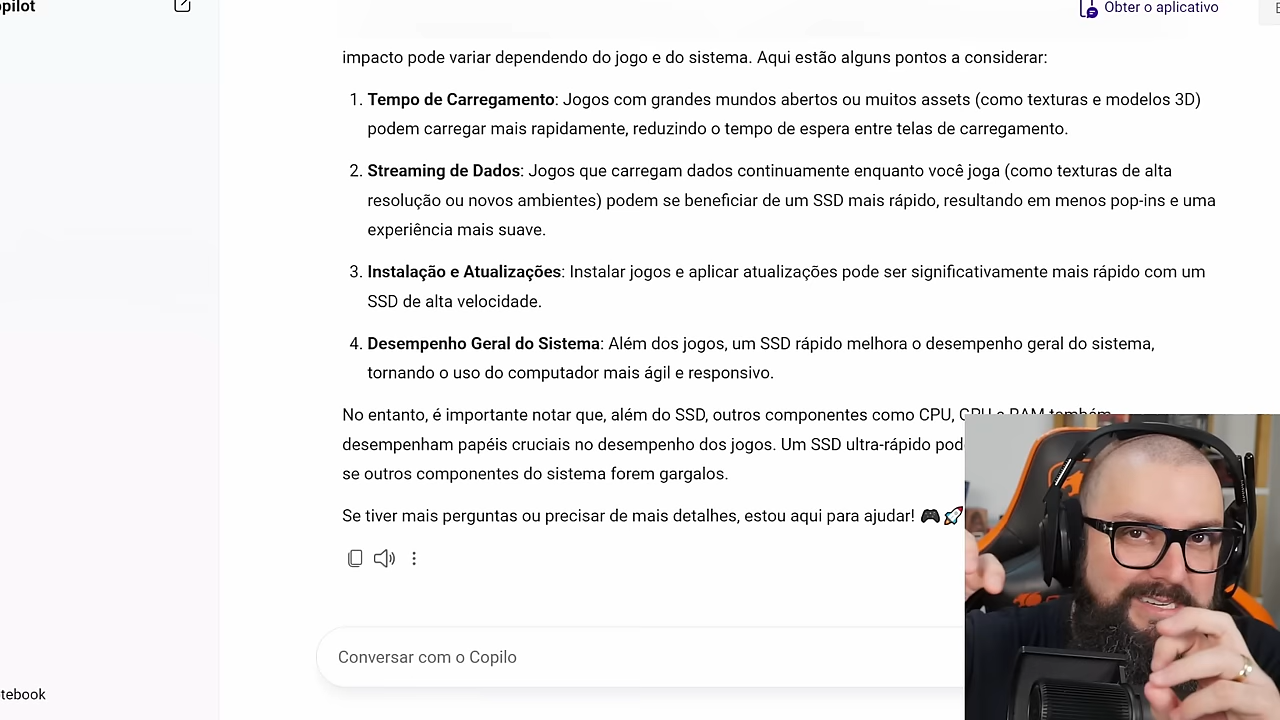 pilot
Obter o aplicativo
impacto pode variar dependendo do jogo e do sistema. Aqui estão alguns pontos a considerar:
1. Tempo de Carregamento: Jogos com grandes mundos abertos ou muitos assets (como texturas e modelos 3D)
podem carregar mais rapidamente, reduzindo o tempo de espera entre telas de carregamento.
2. Streaming de Dados: Jogos que carregam dados continuamente enquanto você joga (como texturas de alta
resolução ou novos ambientes) podem se beneficiar de um SSD mais rápido, resultando em menos pop-ins e uma
experiência mais suave.
3. Instalação e Atualizações: Instalar jogos e aplicar atualizações pode ser significativamente mais rápido com um
SSD de alta velocidade.
4. Desempenho Geral do Sistema: Além dos jogos, um SSD rápido melhora o desempenho geral do sistema,
tornando o uso do computador mais ágil e responsivo.
No entanto, é importante notar que, além do SSD, outros componentes como CPU, GPU e RAM também
desempenham papéis cruciais no desempenho dos jogos. Um SSD ultra-rápido pod
se outros componentes do sistema forem gargalos.
Se tiver mais perguntas ou precisar de mais detalhes, estou aqui para ajudar! 🎮🚀
Conversar com o Copilo
tebook